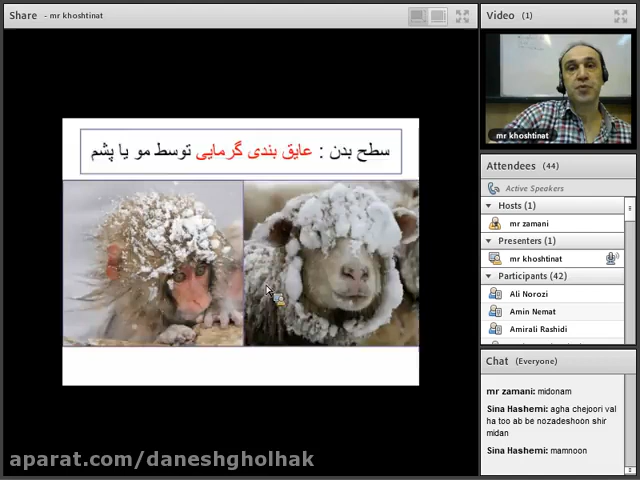 Share - mr khoshtinat
Video (1)
mr khoshtinat
سطح بدن : عایق بندی گرمایی توسط مو یا پشم
Attendees (44)
Active Speakers
Hosts (1)
mr zamani
Presenters (1)
mr khoshtinat
Participants (42)
Ali Norozi
Amin Nemat
Amirali Rashidi
Chat (Everyone)
mr zamani: midonam
Sina Hashemi: agha chejoori val
ha too ab be nozadeshoon shir
midan
Sina Hashemi: mamnoon
aparat.com/daneshgholhak